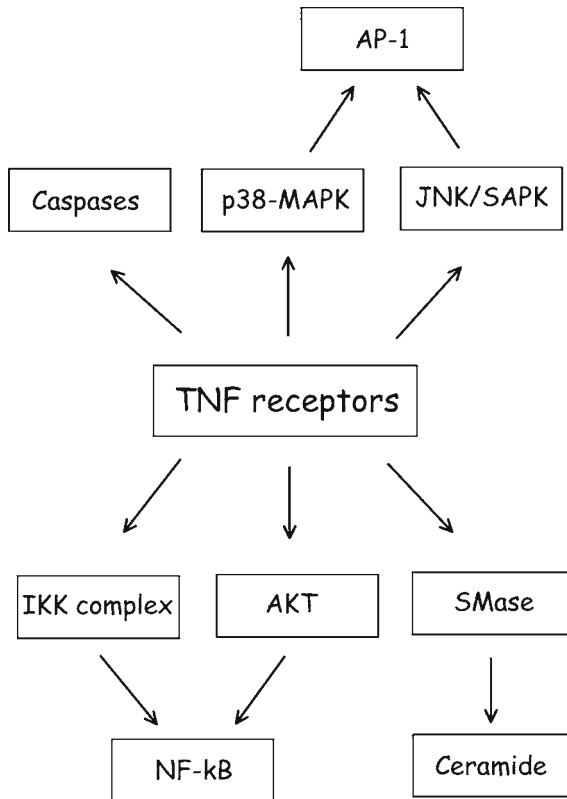 AP-1
Caspases
p38-MAPK
JNK/SAPK
TNF receptors
IKK complex
AKT
SMase
NF-kB
Ceramide